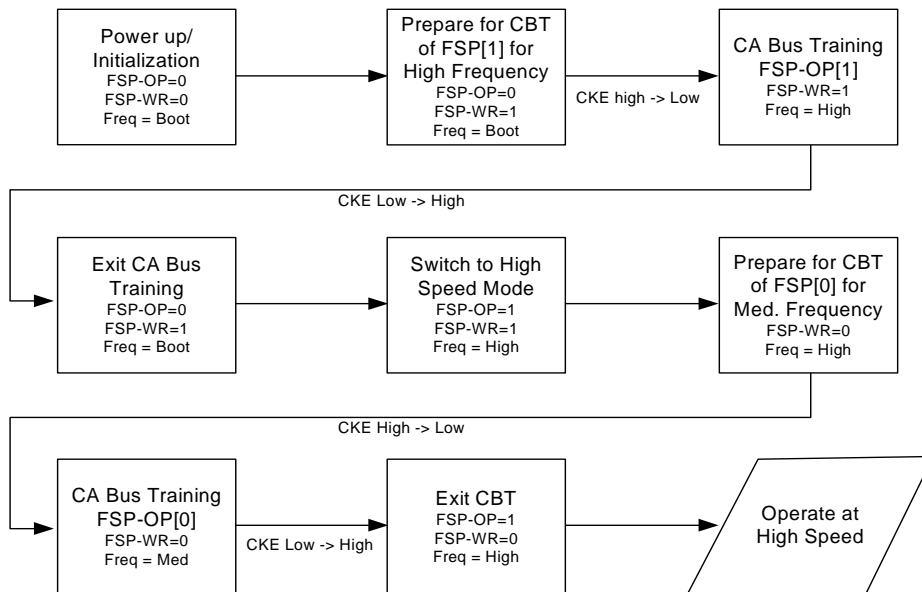 Power up/
Initialization
FSP-OP=0
FSP-WR=0
Freq = Boot
Prepare for CBT
of FSP[1] for
High Frequency
FSP-OP=0
FSP-WR=1
Freq = Boot
CKE high -> Low
CA Bus Training
FSP-OP[1]
FSP-WR=1
Freq = High
CKE Low -> High
Exit CA Bus
Training
FSP-OP=0
FSP-WR=1
Freq = Boot
Switch to High
Speed Mode
FSP-OP=1
FSP-WR=1
Freq = High
Prepare for CBT
of FSP[0] for
Med. Frequency
FSP-WR=0
Freq = High
CKE High -> Low
CA Bus Training
FSP-OP[0]
FSP-WR=0
Freq = Med
CKE Low -> High
Exit CBT
FSP-OP=1
FSP-WR=0
Freq = High
Operate at
High Speed